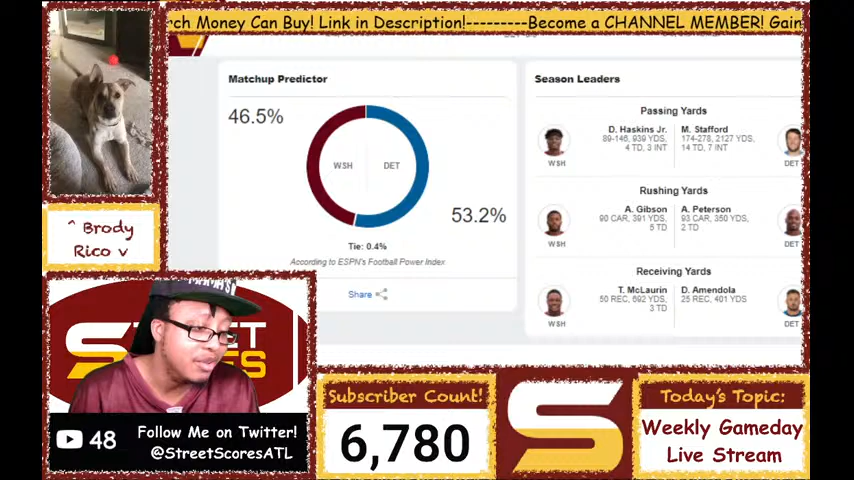 rch Money Can Buy! Link in Description!---------Become a CHANNEL MEMBER! Gain
Matchup Predictor
46.5%
WSH
DET
53.2%
Tie: 0.4%
According to ESPN's Football Power Index
Share
Season Leaders
Passing Yards
D. Haskins Jr.
89-146, 939 YDS,
4 TD, 3 INT
M. Stafford
174-278, 2127 YDS,
14 TD, 7 INT
WSH
DET
Rushing Yards
A. Gibson
90 CAR, 391 YDS,
5 TD
A. Peterson
93 CAR, 350 YDS,
2 TD
WSH
DET
Receiving Yards
T. McLaurin
50 REC, 692 YDS,
3 TD
D. Amendola
25 REC, 401 YDS
WSH
DET
^ Brody
Rico v
48
Follow Me on Twitter!
@StreetScoresATL
Subscriber Count!
6,780
S
Today's Topic:
Weekly Gameday
Live Stream